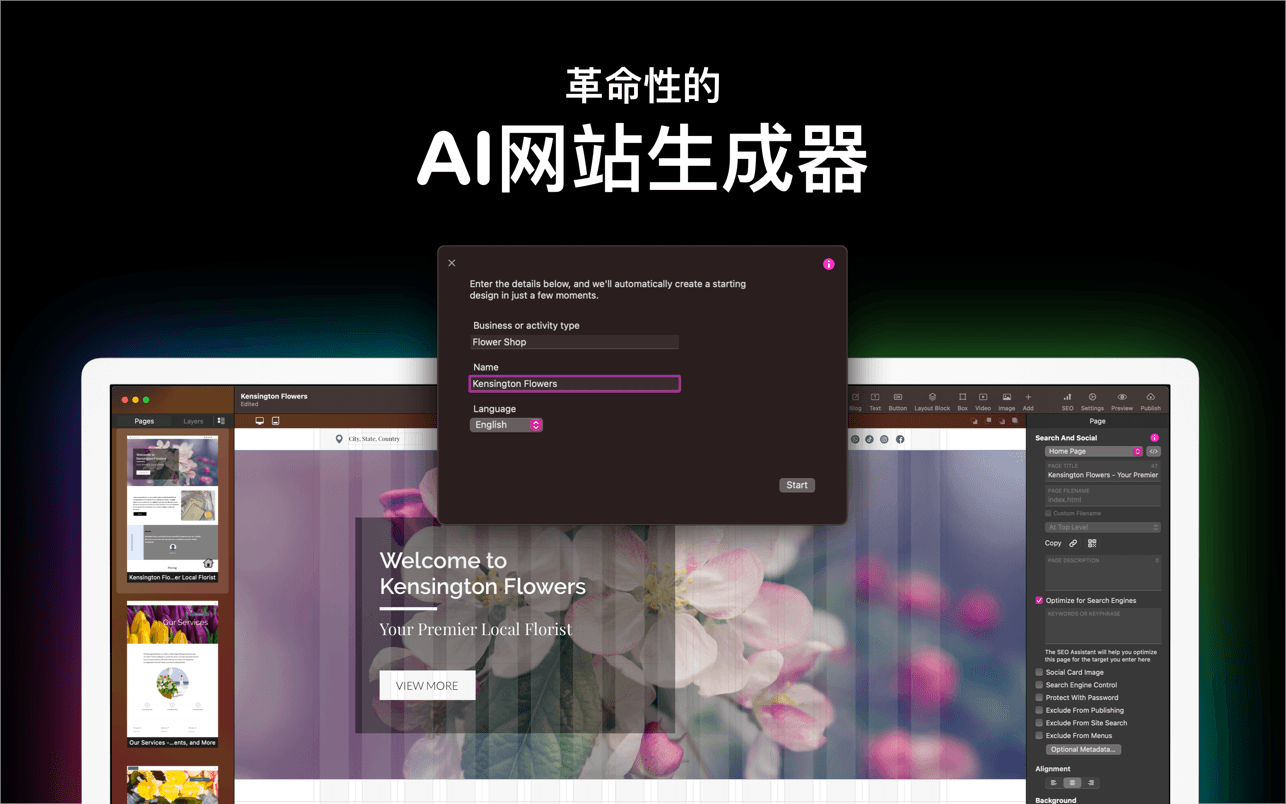 革命性的
AI网站生成器
Enter the details below, and we'll automatically create a starting
design in just a few moments.
Business or activity type
Flower Shop
Name
Kensington Flowers
Language
English
Start
Kensington Flowers
Edited
Blog
Text
Button
Layout Block
Box
Video
Image
Add
SEO
Settings
Preview
Publish
Pages
Layers
Page
City, State, Country
Welcome to
Kensington Flowers
Your Premier Local Florist
VIEW MORE
Kensington Flo...er Local Florist
Our Services
Our Services -...ents, and More
Search And Social
Home Page
PAGE TITLE
47
Kensington Flowers - Your Premier
PAGE FILENAME
index.html
Custom Filename
At Top Level
Copy
PAGE DESCRIPTION
Optimize for Search Engines
KEYWORDS OR KEYPHRASE
The SEO Assistant will help you optimize
this page for the target you enter here
Social Card Image
Search Engine Control
Protect With Password
Exclude From Publishing
Exclude From Site Search
Exclude From Menus
Optional Metadata...
Alignment
Background